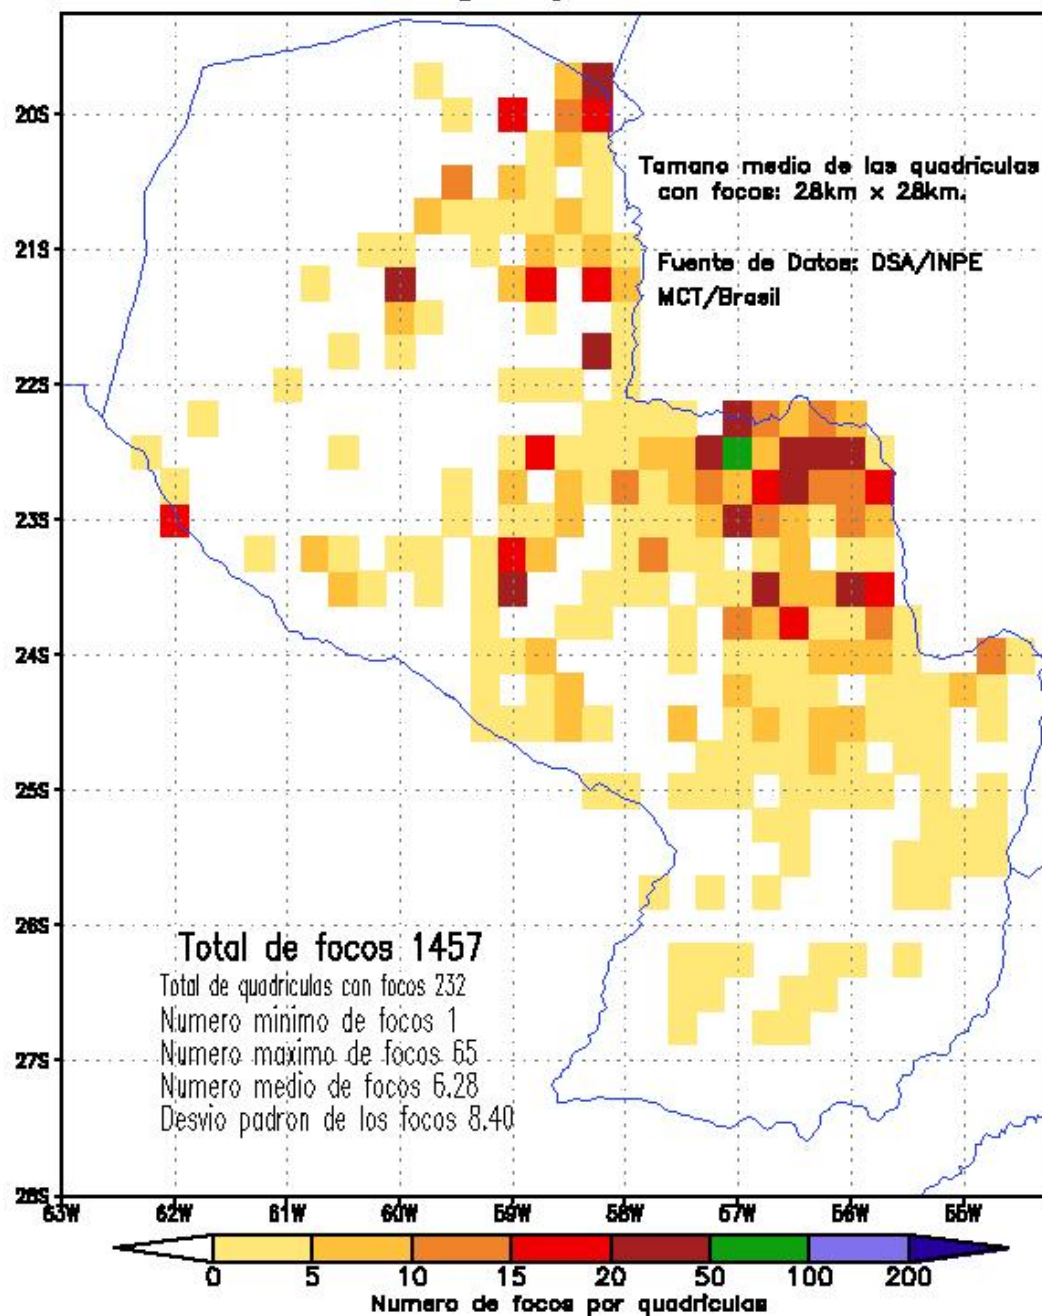 20S
Tamano medio de las quadriculas
con focos: 28km x 28km.
21S
Fuente de Datos: DSA/INPE
MCT/Brasil
22S
23S
24S
25S
26S
Total de focos 1457
Total de quadriculas con focos 232
Numero minimo de focos 1
Numero maximo de focos 65
27S
Numero medio de focos 6.28
Desvio padron de los focos 8.40
28S
63W 62W 61W 60W 59W 58W 57W 56W 55W
0 5 10 15 20 50 100 200
Numero de focos por quadriculas